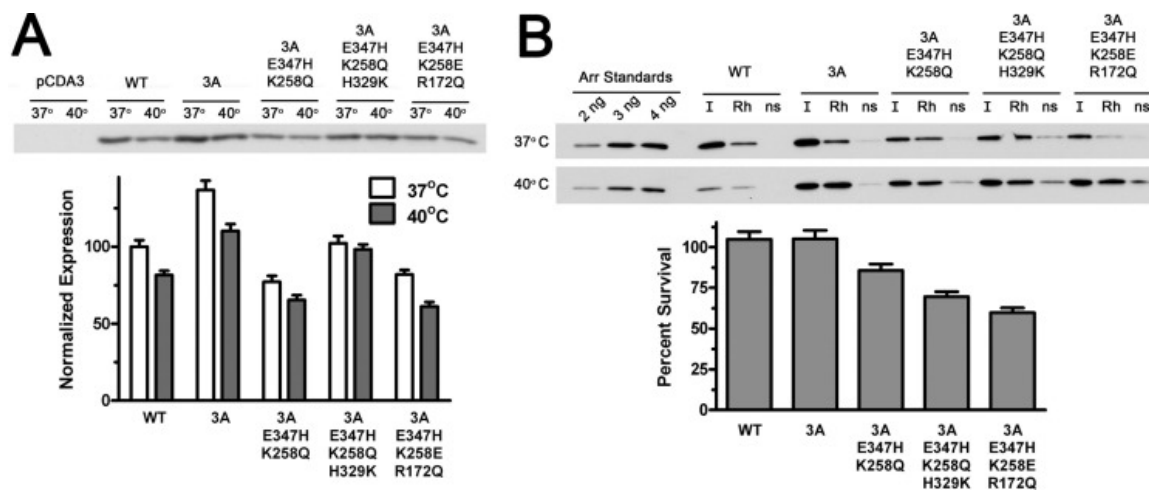 A
pCDA3
WT
3A
3A
E347H
K258Q
3A
E347H
K258Q
H329K
3A
E347H
K258E
R172Q
37° 40° 37° 40° 37° 40° 37° 40° 37° 40° 37° 40°
37°C
40°C
Normalized Expression
100
50
0
WT
3A
3A
E347H
K258Q
3A
E347H
K258Q
H329K
3A
E347H
K258E
R172Q
B
Arr Standards
2 ng 3 ng 4 ng
WT
3A
3A
E347H
K258Q
3A
E347H
K258Q
H329K
3A
E347H
K258E
R172Q
I Rh ns I Rh ns I Rh ns I Rh ns I Rh ns
37° C
40° C
Percent Survival
100
75
50
25
0
WT
3A
3A
E347H
K258Q
3A
E347H
K258Q
H329K
3A
E347H
K258E
R172Q